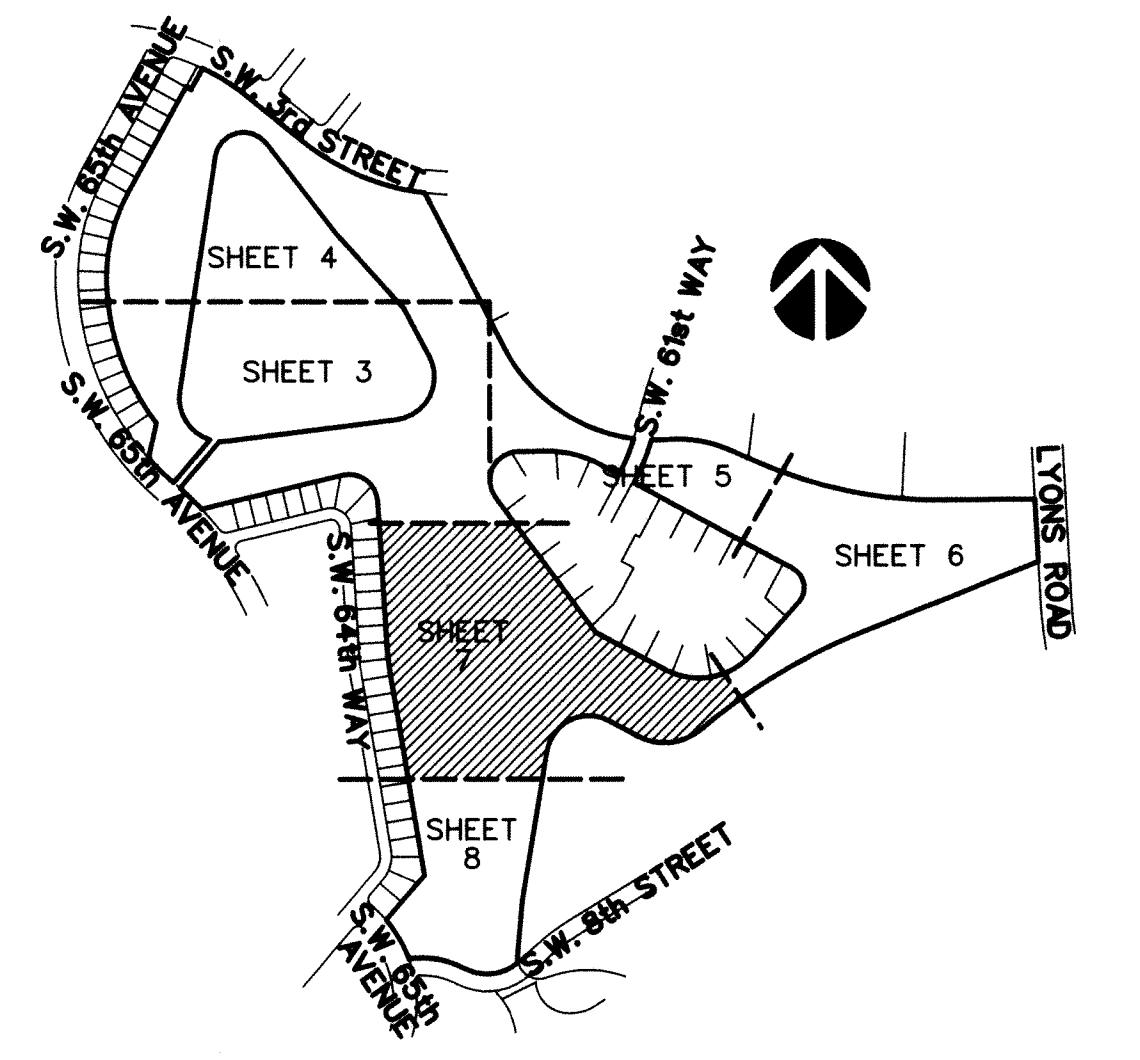 S.W. 65th AVENUE
S.W. 3rd STREET
SHEET 4
S.W. 61st WAY
SHEET 3
S.W. 65th AVENUE
SHEET 5
LYONS ROAD
SHEET 6
S.W. 64th WAY
SHEET
7
SHEET
8
S.W. 8th STREET
S.W. 65th
AVENUE